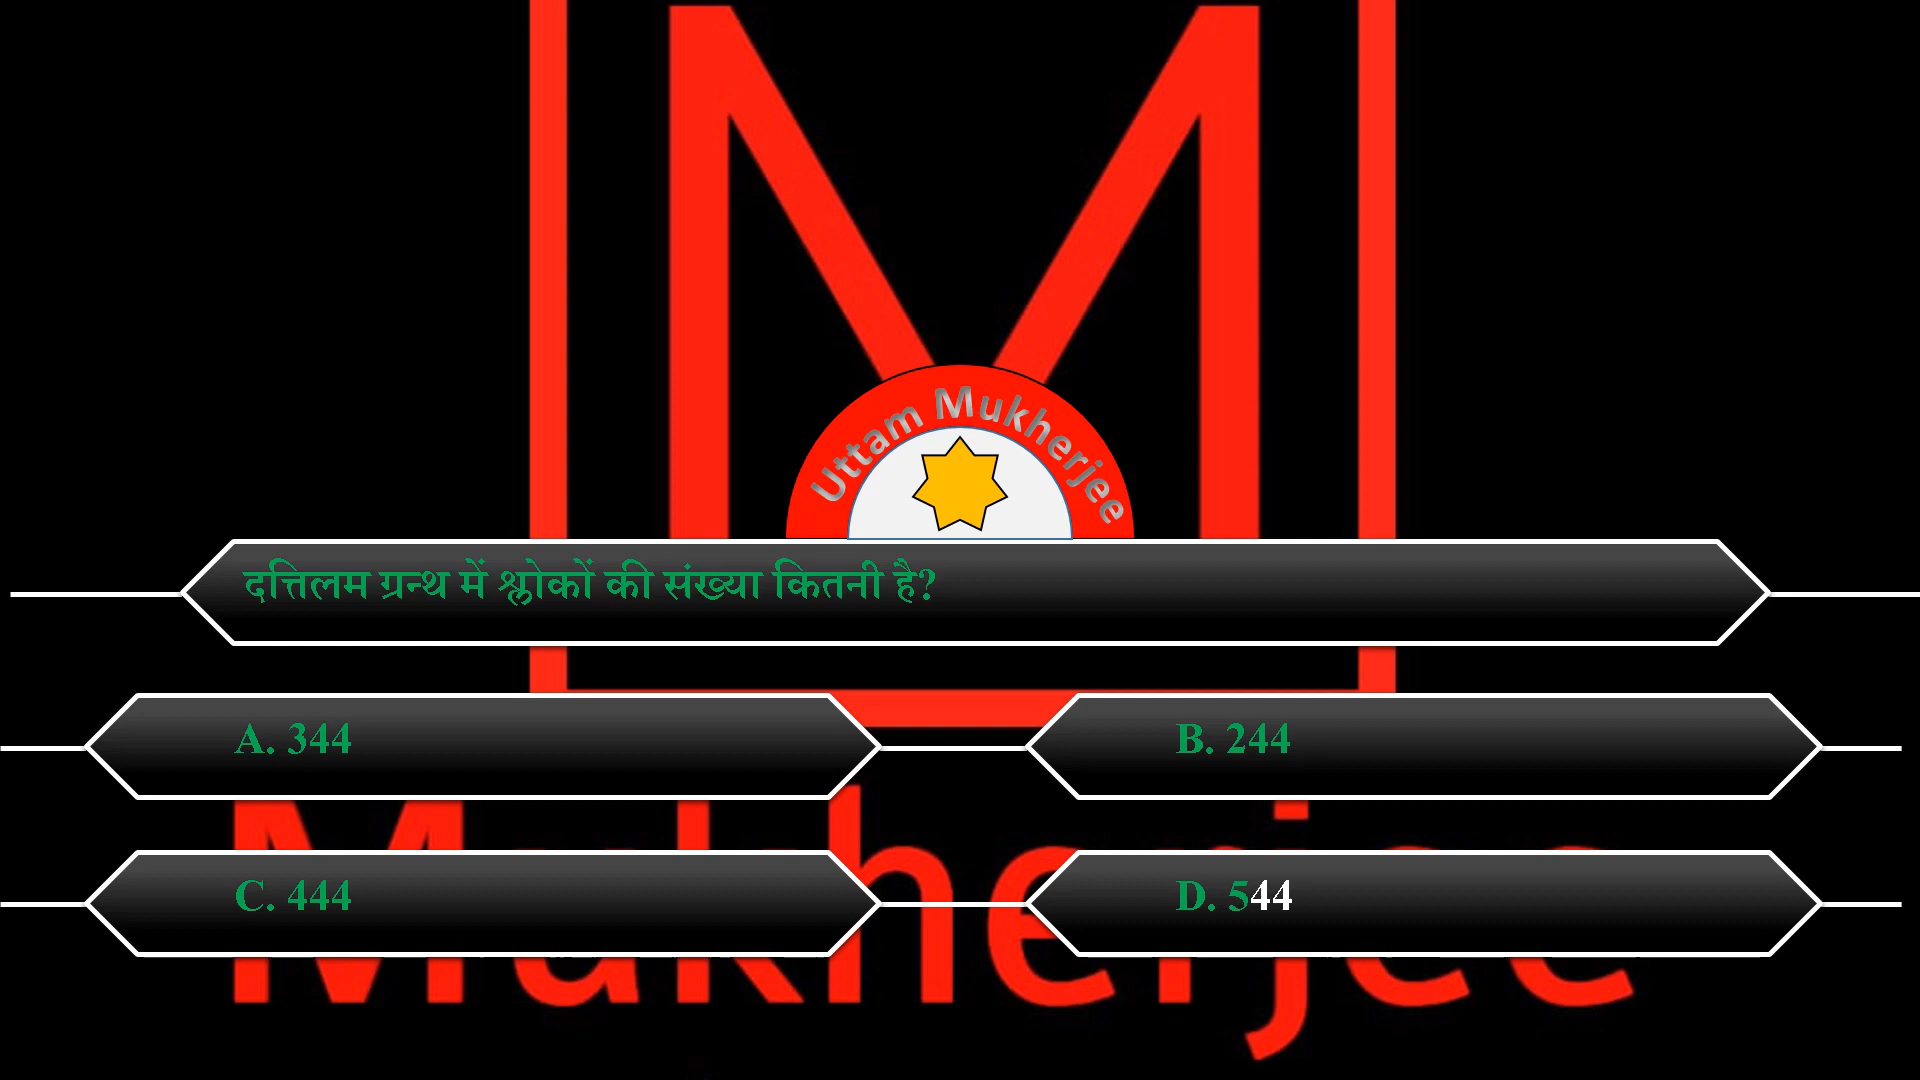 Uttam Mukherjee
दत्तिलम ग्रन्थ में श्लोकों की संख्या कितनी है?
A. 344
B. 244
C. 444
D. 544
M
Mukherjee